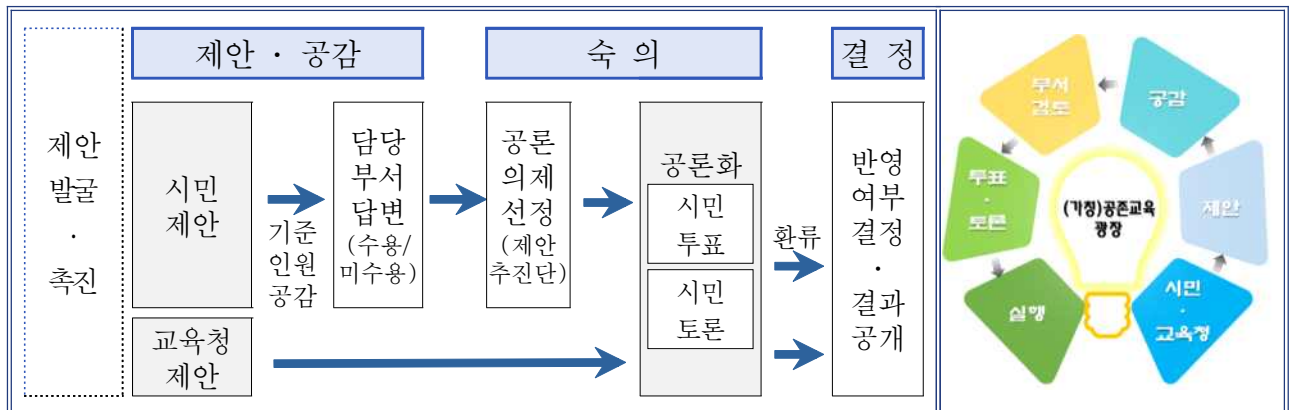 제안 · 공감
숙 의
결 정
제안
발굴
·
촉진
시민
제안
기준
인원
공감
담당
부서
답변
(수용/
미수용)
공론
의제
선정
(제안
추진단)
공론화
시민
투표
시민
토론
환류
반영
여부
결정
·
결과
공개
교육청
제안
부서
검토
공감
투표
·
토론
(가칭)공존교육
광장
제안
실행
시민
·
교육청